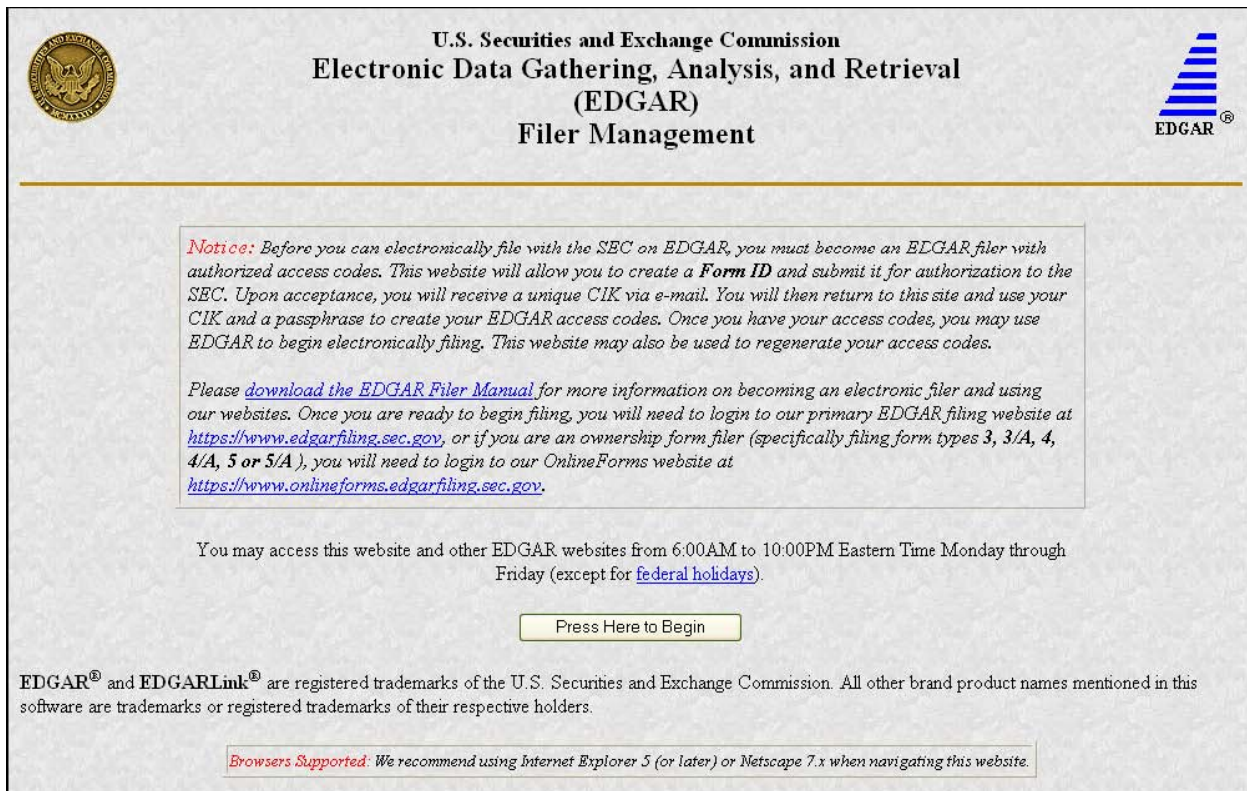 U.S. Securities and Exchange Commission
Electronic Data Gathering, Analysis, and Retrieval
(EDGAR)
Filer Management
EDGAR ®
Notice: Before you can electronically file with the SEC on EDGAR, you must become an EDGAR filer with
authorized access codes. This website will allow you to create a Form ID and submit it for authorization to the
SEC. Upon acceptance, you will receive a unique CIK via e-mail. You will then return to this site and use your
CIK and a passphrase to create your EDGAR access codes. Once you have your access codes, you may use
EDGAR to begin electronically filing. This website may also be used to regenerate your access codes.
Please download the EDGAR Filer Manual for more information on becoming an electronic filer and using
our websites. Once you are ready to begin filing, you will need to login to our primary EDGAR filing website at
https://www.edgarfiling.sec.gov, or if you are an ownership form filer (specifically filing form types 3, 3/A, 4,
4/A, 5 or 5/A ), you will need to login to our OnlineForms website at
https://www.onlineforms.edgarfiling.sec.gov.
You may access this website and other EDGAR websites from 6:00AM to 10:00PM Eastern Time Monday through
Friday (except for federal holidays).
Press Here to Begin
EDGAR® and EDGARLink® are registered trademarks of the U.S. Securities and Exchange Commission. All other brand product names mentioned in this
software are trademarks or registered trademarks of their respective holders.
Browsers Supported: We recommend using Internet Explorer 5 (or later) or Netscape 7.x when navigating this website.